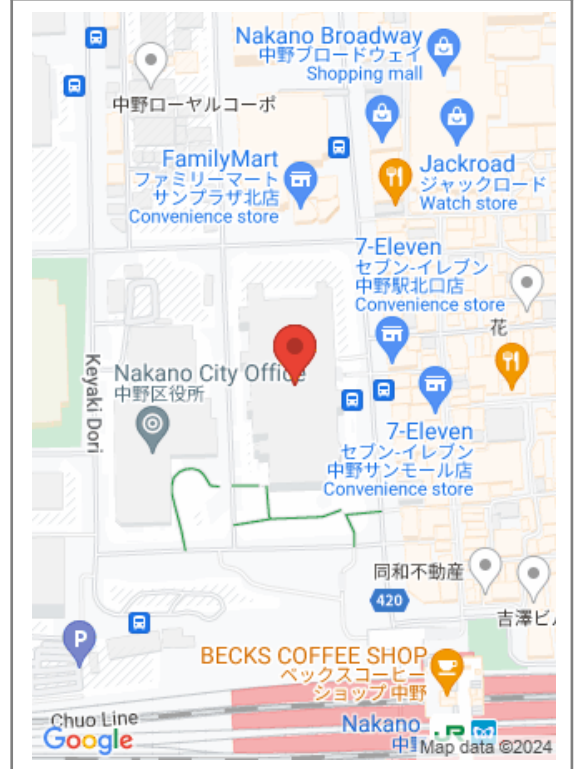 Nakano Broadway
中野ブロードウェイ
Shopping mall
中野ローヤルコーポ
FamilyMart
ファミリーマート
サンプラザ北店
Convenience store
Jackroad
ジャックロード
Watch store
7-Eleven
セブン-イレブン
中野駅北口店
Convenience store
花
Keyaki Dori
Nakano City Office
中野区役所
7-Eleven
セブン-イレブン
中野サンモール店
Convenience store
同和不動産
420
吉澤ビ
P
BECKS COFFEE SHOP
ベックスコーヒー
ショップ 中野
Chuo Line
Nakano
中野
Google
Map data ©2024